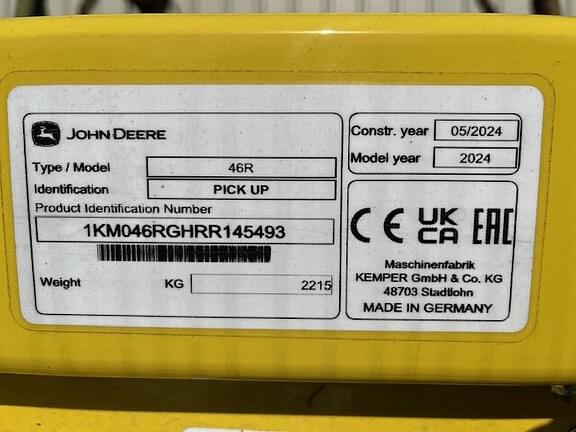 JOHN DEERE
Type / Model 46R
Identification PICK UP
Product Identification Number
1KM046RGHRR145493
Weight KG 2215
Constr. year 05/2024
Model year 2024
CE UK CA EAC
Maschinenfabrik
KEMPER GmbH & Co. KG
48703 Stadtlohn
MADE IN GERMANY